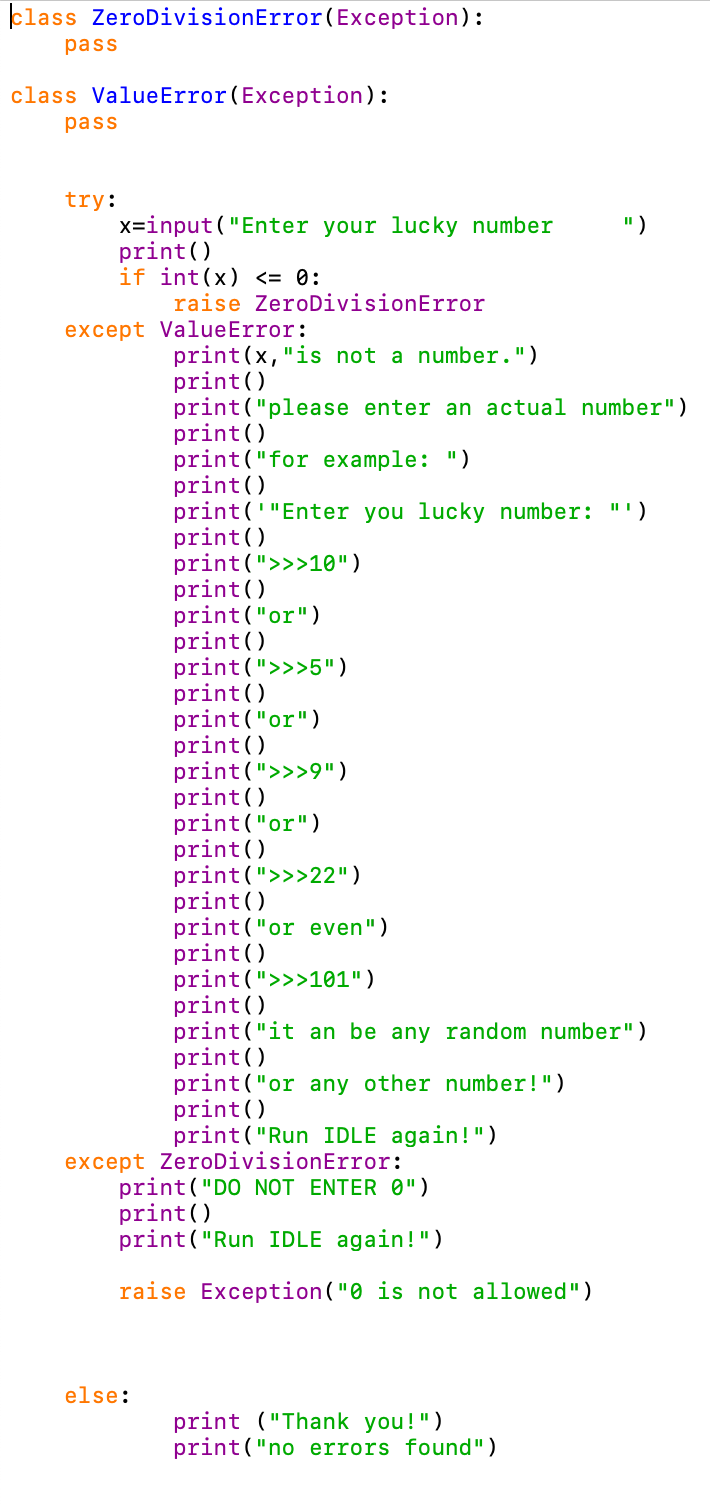 class ZeroDivisionError(Exception):
    pass

class ValueError(Exception):
    pass


    try:
        x=input("Enter your lucky number     ")
        print()
        if int(x) <= 0:
            raise ZeroDivisionError
    except ValueError:
            print(x,"is not a number.")
            print()
            print("please enter an actual number")
            print()
            print("for example: ")
            print()
            print('"Enter you lucky number: "')
            print()
            print(">>>10")
            print()
            print("or")
            print()
            print(">>>5")
            print()
            print("or")
            print()
            print(">>>9")
            print()
            print("or")
            print()
            print(">>>22")
            print()
            print("or even")
            print()
            print(">>>101")
            print()
            print("it an be any random number")
            print()
            print("or any other number!")
            print()
            print("Run IDLE again!")
    except ZeroDivisionError:
        print("DO NOT ENTER 0")
        print()
        print("Run IDLE again!")

        raise Exception("0 is not allowed")



    else:
            print ("Thank you!")
            print("no errors found")